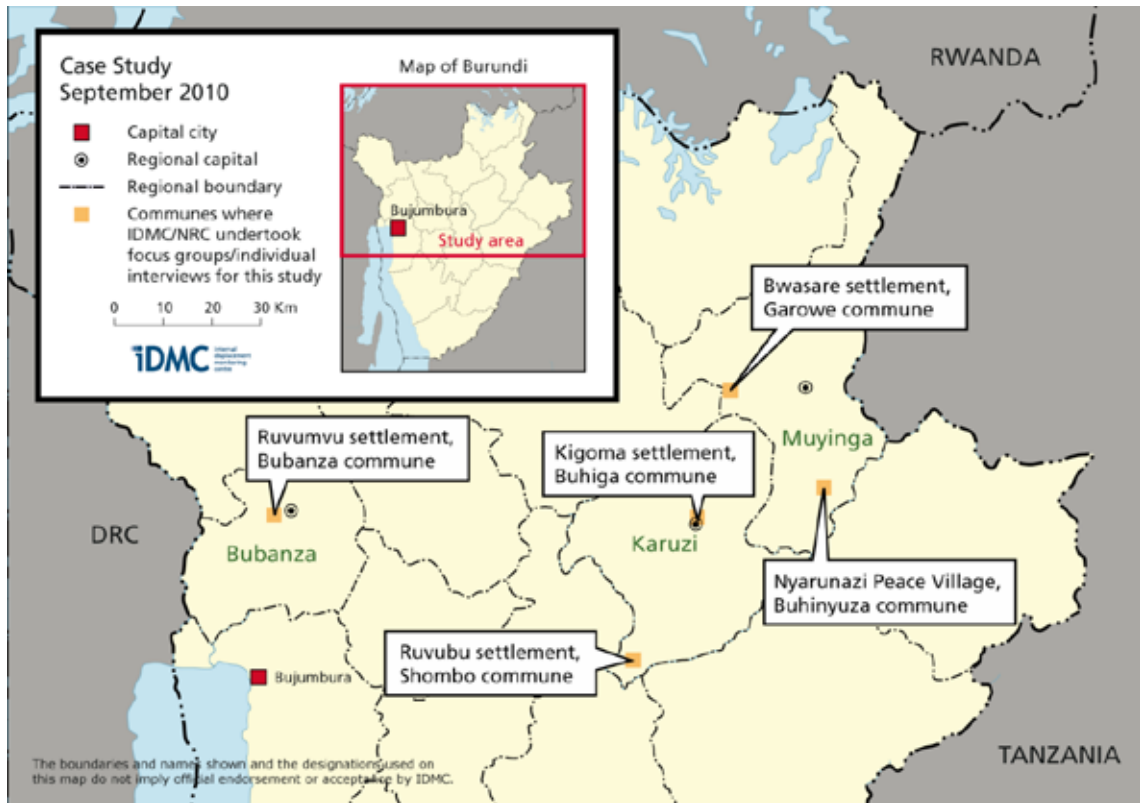 Case Study
September 2010
Capital city
Regional capital
Regional boundary
Communes where
IDMC/NRC undertook
focus groups/individual
interviews for this study
0 10 20 30 Km
iDMC
internal
displacement
monitoring
centre
Map of Burundi
Bujumbura
Study area
RWANDA
Bwasare settlement,
Garowe commune
Ruvumvu settlement,
Bubanza commune
Kigoma settlement,
Buhiga commune
Muyinga
DRC
Bubanza
Karuzi
Nyarunazi Peace Village,
Buhinyuza commune
Ruvubu settlement,
Shombo commune
Bujumbura
TANZANIA
The boundaries and names shown and the designations used on
this map do not imply official endorsement or acceptance by IDMC.